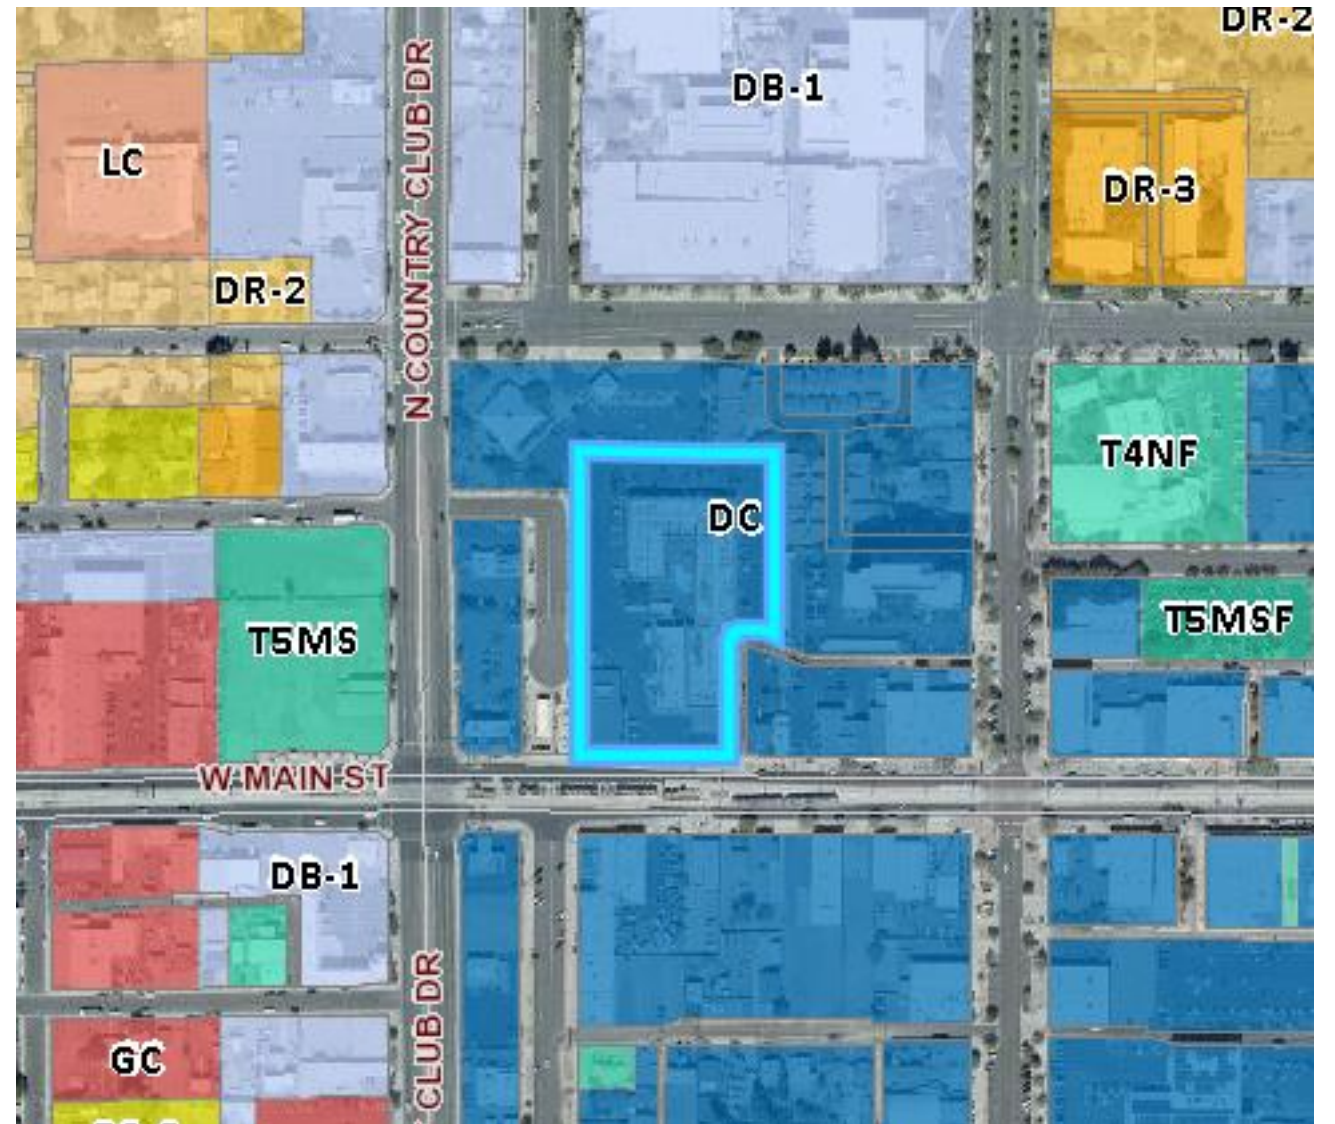 DR-2
DB-1
LC
DR-3
N COUNTRY CLUB DR
DR-2
T4NF
DC
T5MSF
T5MS
W MAIN ST
DB-1
CLUB DR
GC